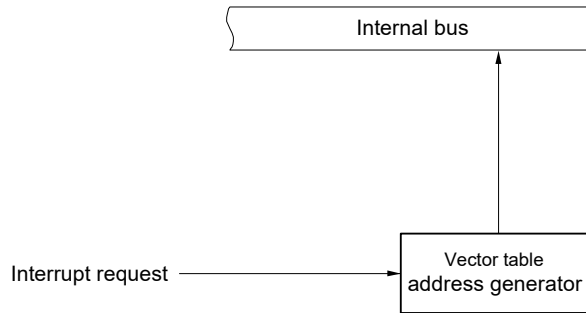 Internal bus
Interrupt request
Vector table
address generator